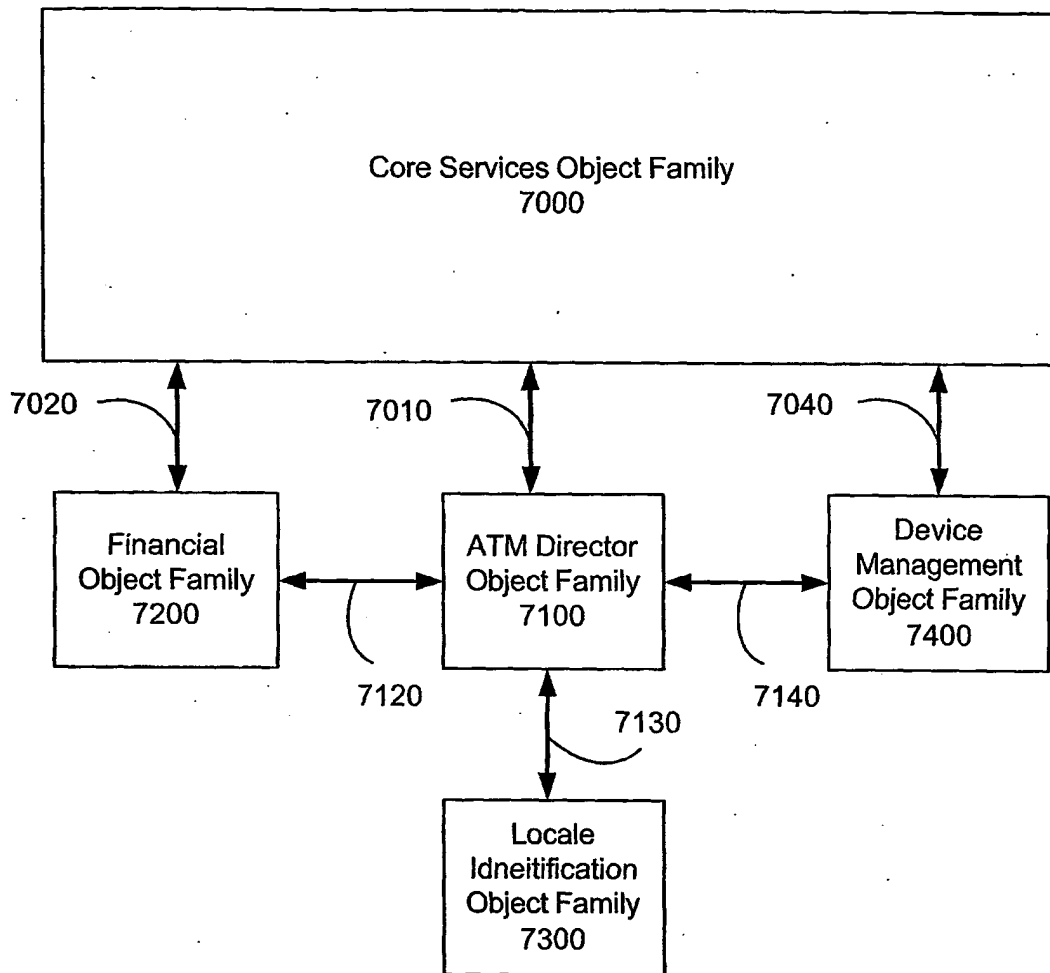 Core Services Object Family
7000
7020
7010
7040
Financial
Object Family
7200
ATM Director
Object Family
7100
Device
Management
Object Family
7400
7120
7140
7130
Locale
Idneitification
Object Family
7300